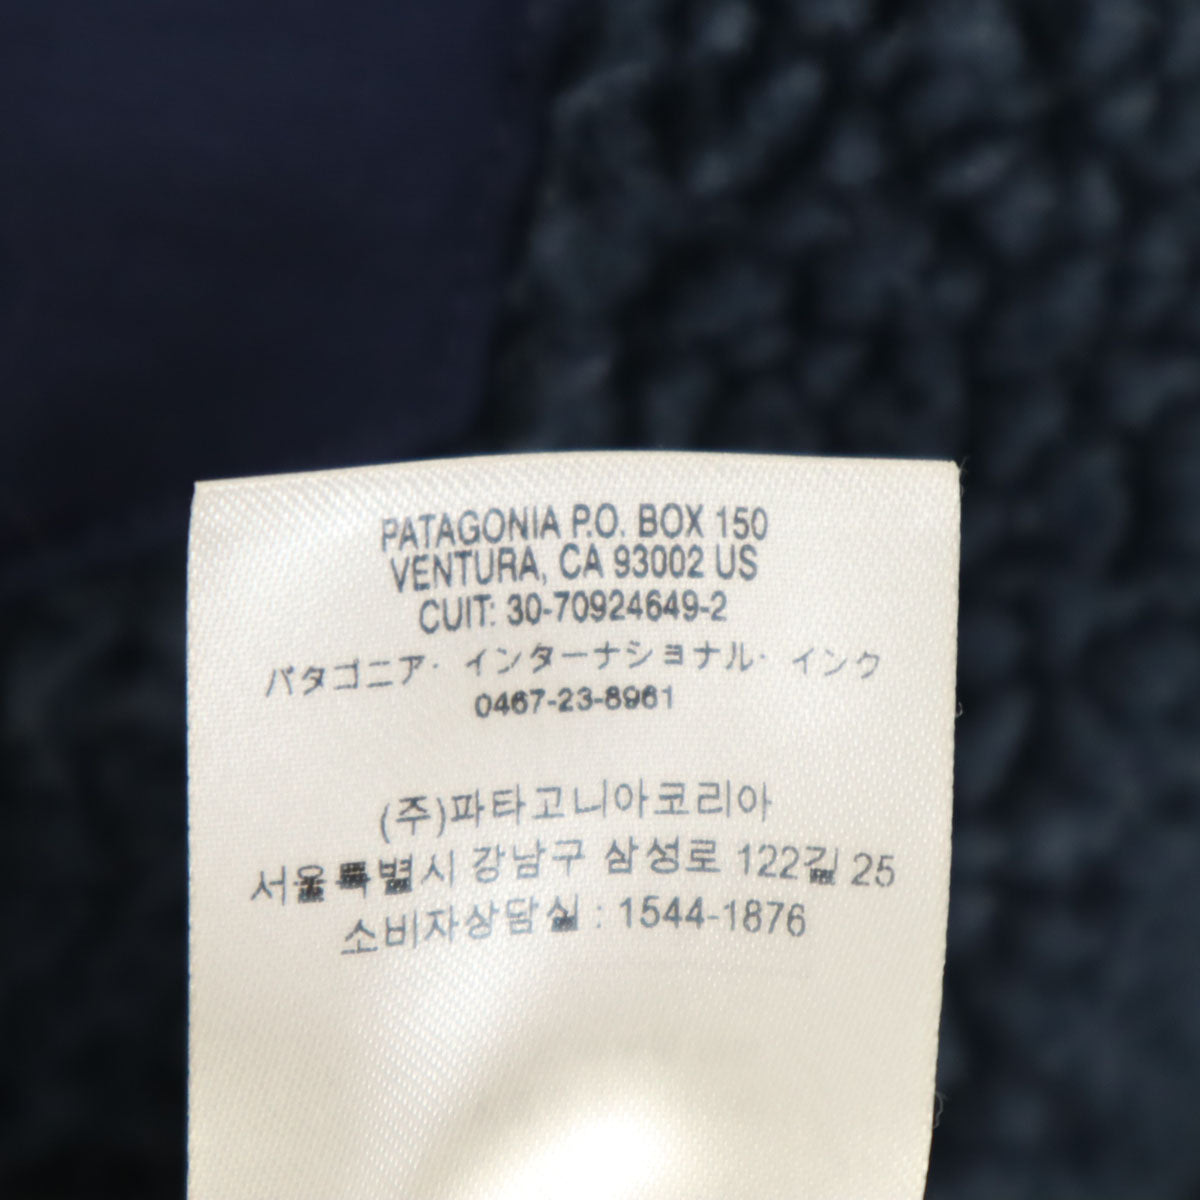 PATAGONIA P.O. BOX 150
VENTURA, CA 93002 US
CUIT: 30-70924649-2
パタゴニア・インターナショナル・インク
0467-23-8961
(주)파타고니아코리아
서울특별시 강남구 삼성로 122길 25
소비자상담실 : 1544-1876